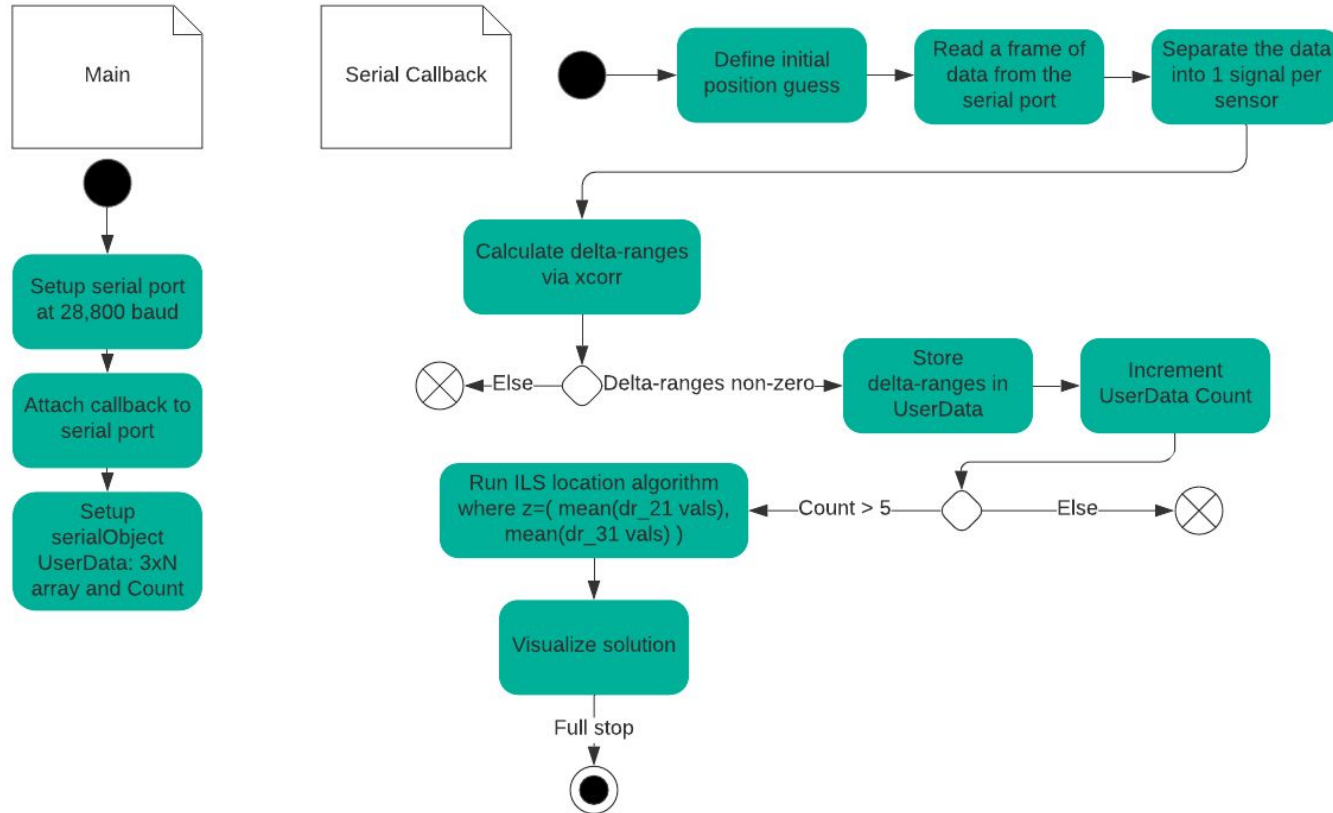 Main
Setup serial port
at 28,800 baud
Attach callback to
serial port
Setup
serialObject
UserData: 3xN
array and Count
Serial Callback
Define initial
position guess
Read a frame of
data from the
serial port
Separate the data
into 1 signal per
sensor
Calculate delta-ranges
via xcorr
Else
Delta-ranges non-zero
Store
delta-ranges in
UserData
Increment
UserData Count
Run ILS location algorithm
where z=( mean(dr_21 vals),
mean(dr_31 vals) )
Count > 5
Else
Visualize solution
Full stop